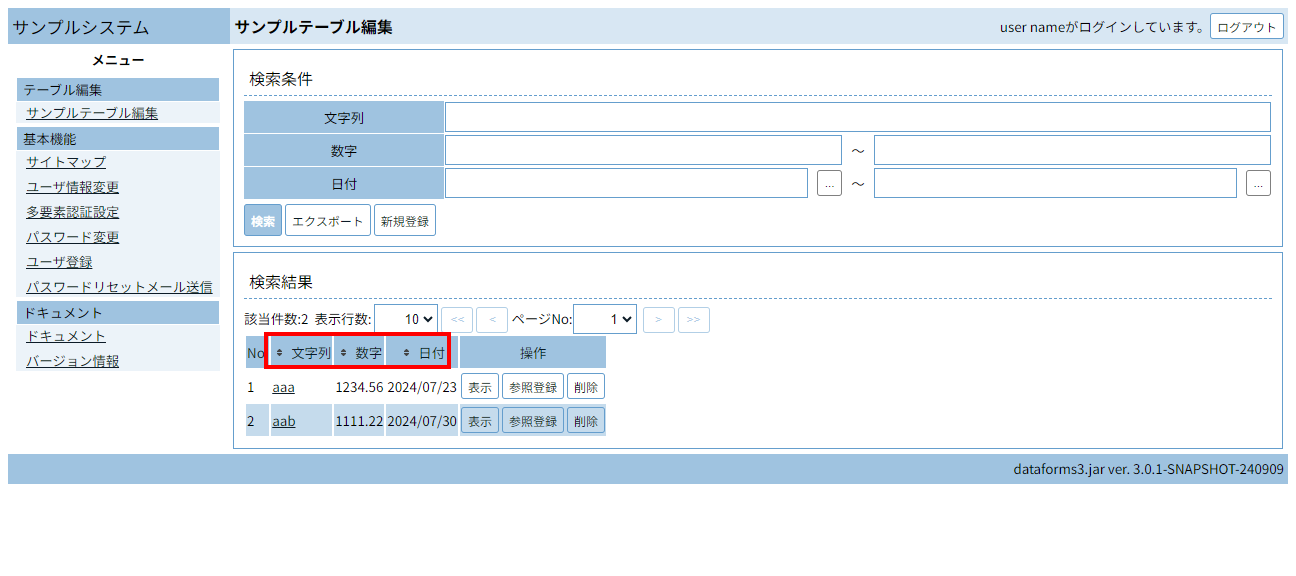 サンプルシステム
サンプルテーブル編集
user nameがログインしています。 ログアウト
メニュー
テーブル編集
サンプルテーブル編集
基本機能
サイトマップ
ユーザ情報変更
多要素認証設定
パスワード変更
ユーザ登録
パスワードリセットメール送信
ドキュメント
ドキュメント
バージョン情報
検索条件
文字列
数字 ～
日付 ... ～ ...
検索 エクスポート 新規登録
検索結果
該当件数:2 表示行数: 10 << < ページNo: 1 > >>
No 文字列 数字 日付 操作
1 aaa 1234.56 2024/07/23 表示 参照登録 削除
2 aab 1111.22 2024/07/30 表示 参照登録 削除
dataforms3.jar ver. 3.0.1-SNAPSHOT-240909